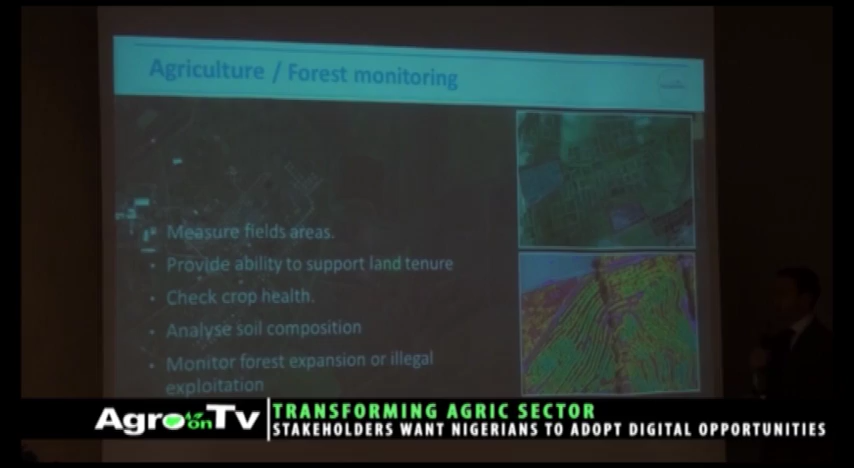 Agriculture / Forest monitoring
• Measure fields areas.
• Provide ability to support land tenure
• Check crop health.
• Analyse soil composition
• Monitor forest expansion or illegal
exploitation
Agro on Tv
TRANSFORMING AGRIC SECTOR
STAKEHOLDERS WANT NIGERIANS TO ADOPT DIGITAL OPPORTUNITIES